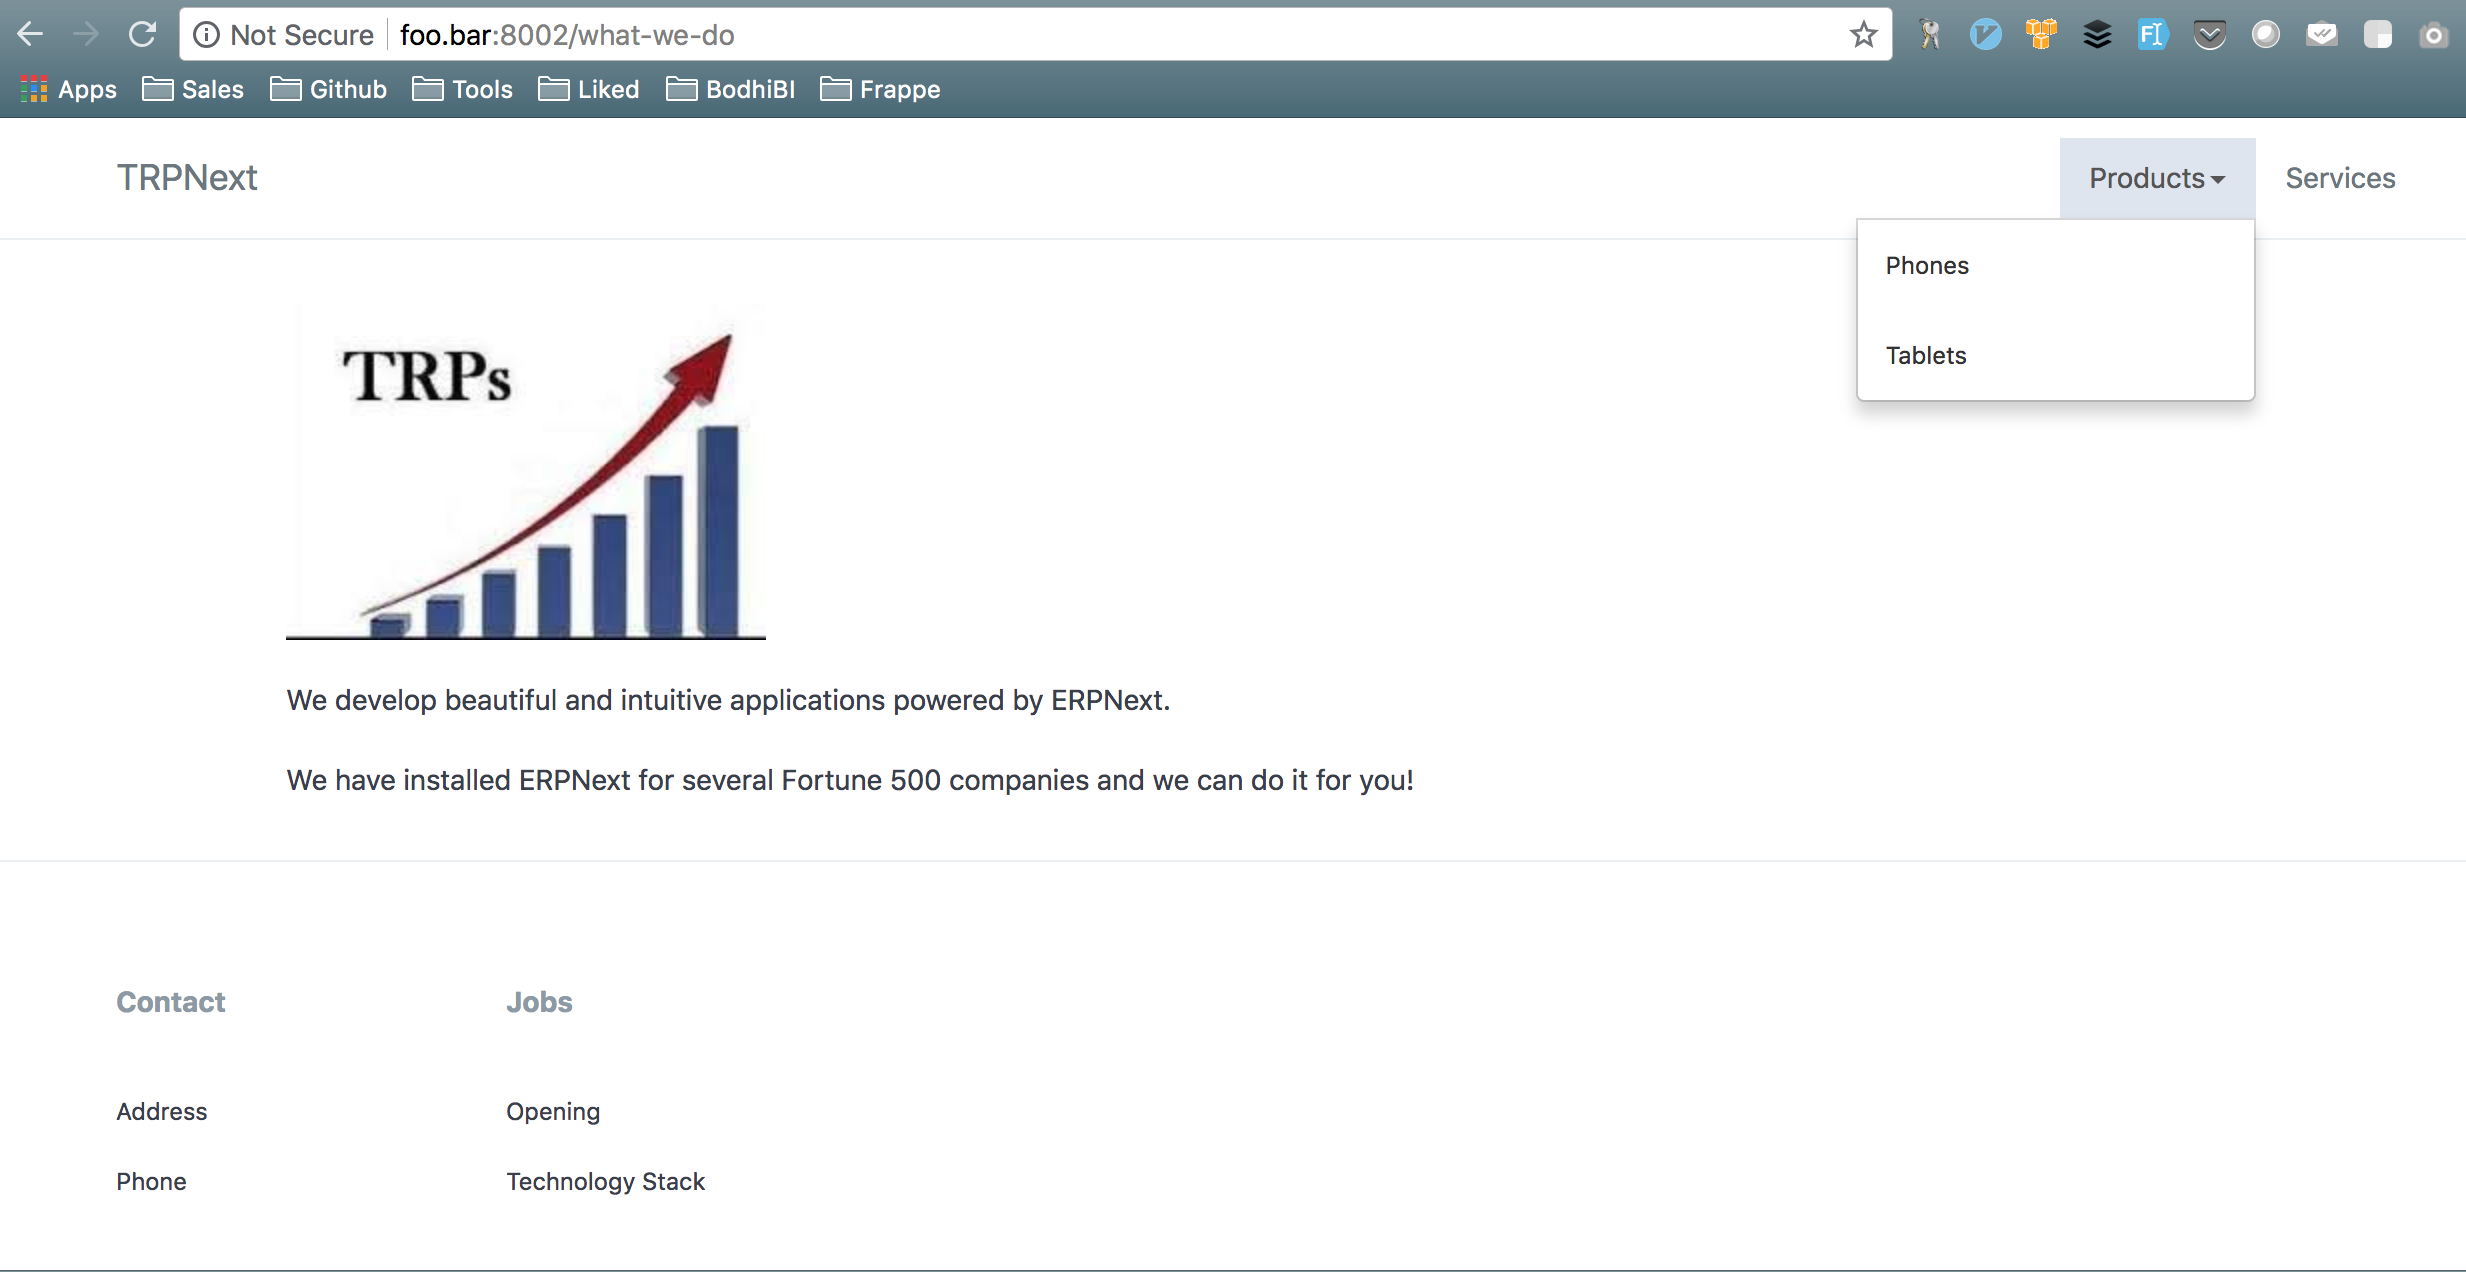 Not Secure foo.bar:8002/what-we-do
Apps Sales Github Tools Liked BodhiBI Frappe
TRPNext
Products Services
Phones
Tablets
TRPs
We develop beautiful and intuitive applications powered by ERPNext.
We have installed ERPNext for several Fortune 500 companies and we can do it for you!
Contact Jobs
Address Opening
Phone Technology Stack